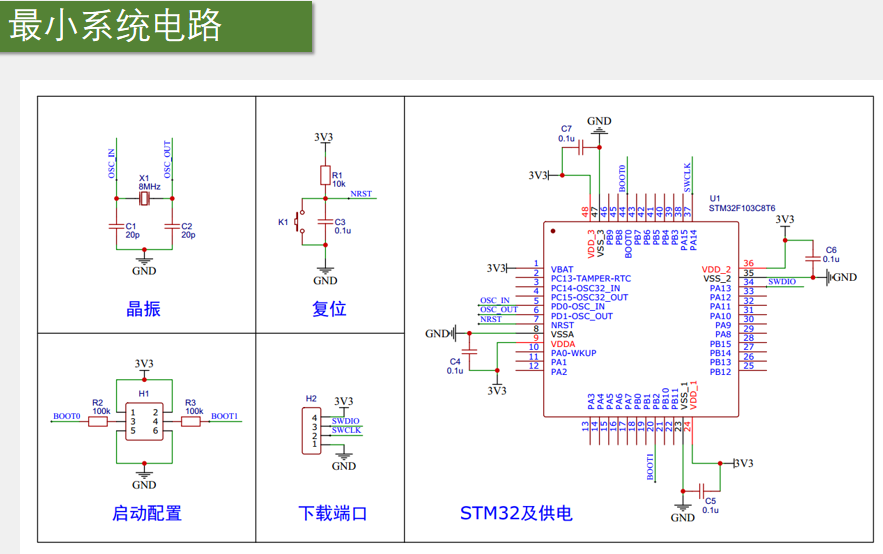 最小系统电路
OSC_IN
OSC_OUT
X1
8MHz
C1
20p
C2
20p
GND
晶振
3V3
R1
10k
NRST
K1
C3
0.1u
GND
复位
3V3
H1
R2
100k
R3
100k
BOOT0
BOOT1
1 2
3 4
5 6
GND
启动配置
H2
3V3
4
3 SWDIO
2 SWCLK
1
GND
下载端口
C7
0.1u
GND
3V3
BOOT0
SWCLK
U1
STM32F103C8T6
48 47 46 45 44 43 42 41 40 39 38 37
VDD_3
VSS_3
PB9
PB8
BOOT0
PB7
PB6
PB5
PB4
PB3
PA15
PA14
3V3
1 VBAT
2 PC13-TAMPER-RTC
3 PC14-OSC32_IN
4 PC15-OSC32_OUT
OSC_IN 5 PD0-OSC_IN
OSC_OUT 6 PD1-OSC_OUT
NRST 7 NRST
GND 8 VSSA
9 VDDA
10 PA0-WKUP
11 PA1
12 PA2
C4
0.1u
3V3
3V3
C6
0.1u
GND
VDD_2 36
VSS_2 35
PA13 34 SWDIO
PA12 33
PA11 32
PA10 31
PA9 30
PA8 29
PB15 28
PB14 27
PB13 26
PB12 25
PA3
PA4
PA5
PA6
PA7
PB0
PB1
PB2
PB10
PB11
VSS_1
VDD_1
13 14 15 16 17 18 19 20 21 22 23 24
BOOT1
3V3
C5
0.1u
GND
STM32及供电